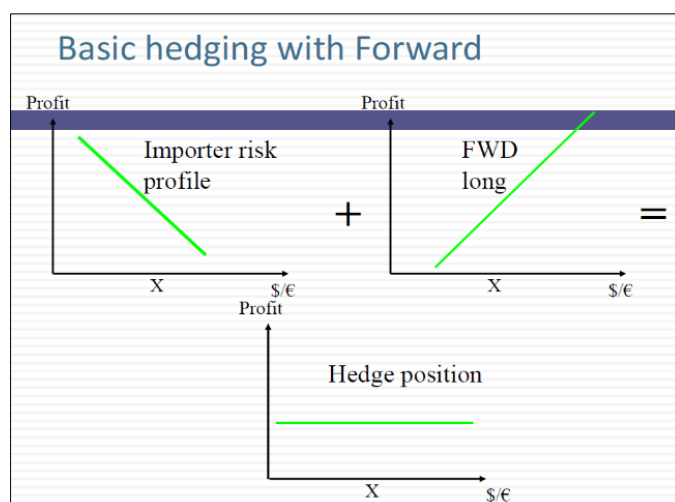 Basic hedging with Forward
Profit
Importer risk
profile
X
$/€
+
Profit
FWD
long
X
$/€
=
Profit
Hedge position
X
$/€